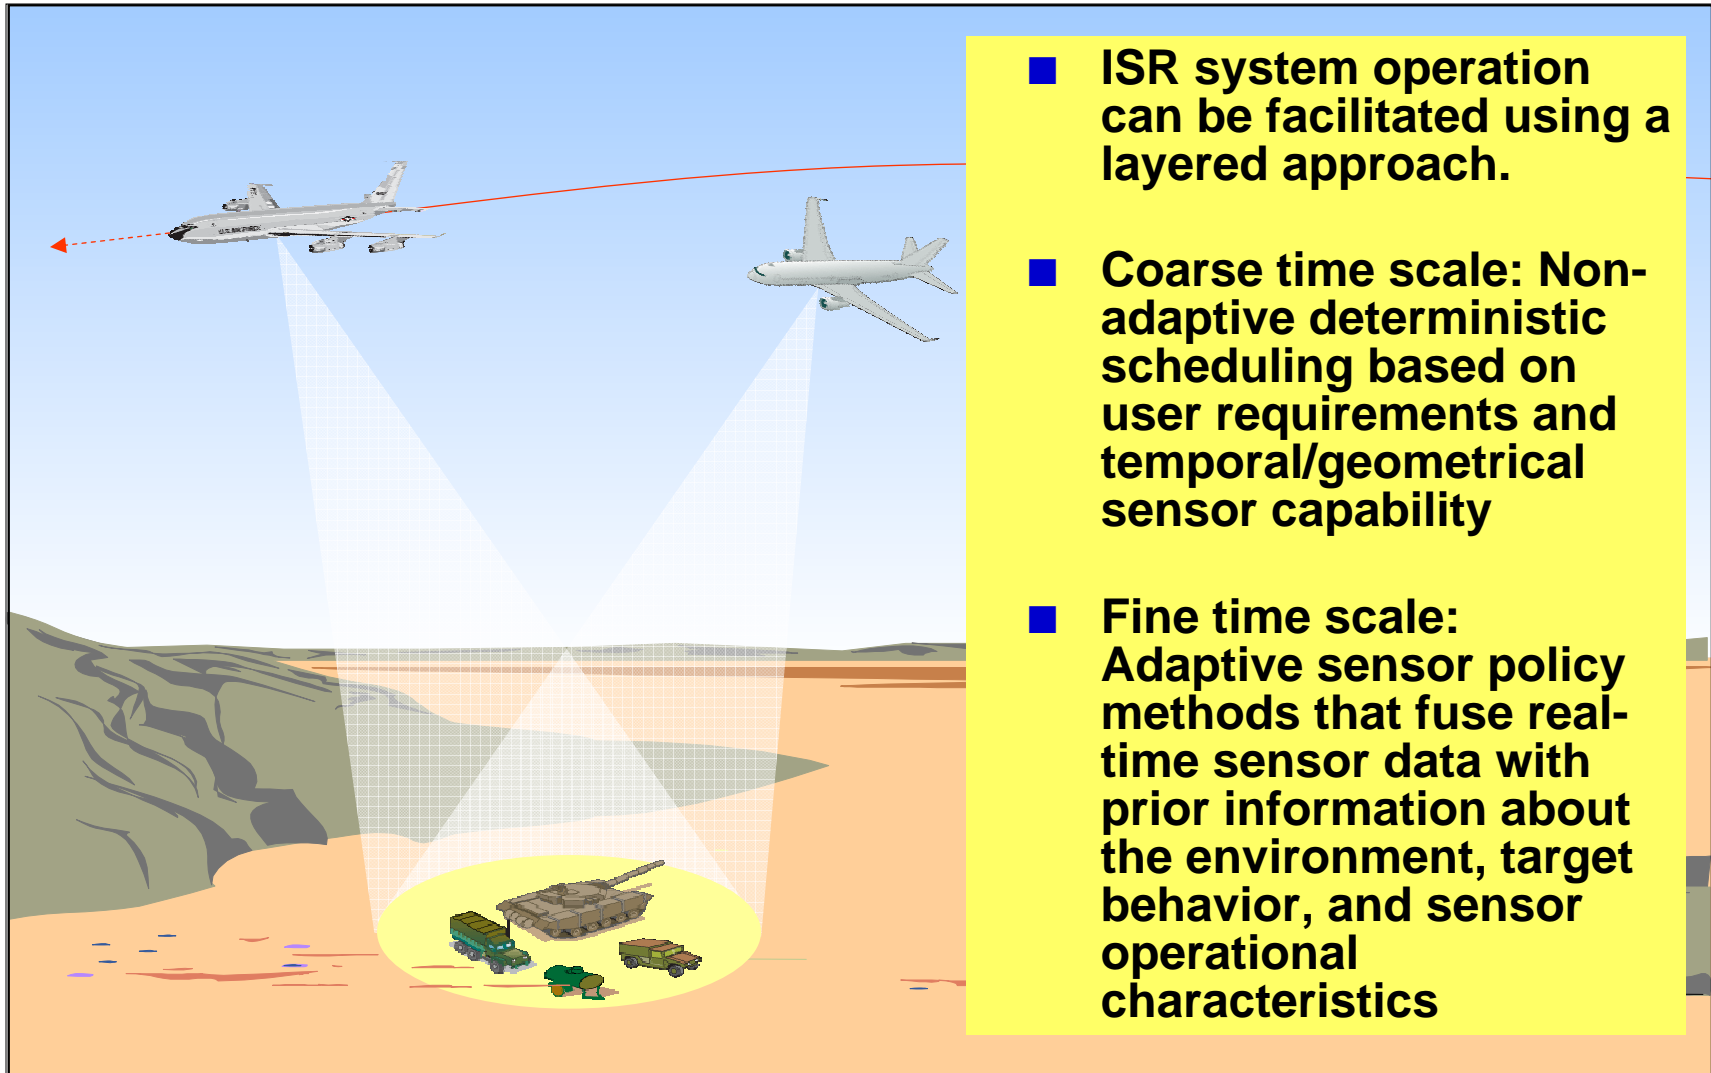 ISR system operation
can be facilitated using a
layered approach.
Coarse time scale: Non-
adaptive deterministic
scheduling based on
user requirements and
temporal/geometrical
sensor capability
Fine time scale:
Adaptive sensor policy
methods that fuse real-
time sensor data with
prior information about
the environment, target
behavior, and sensor
operational
characteristics
U.S. AIR FORCE